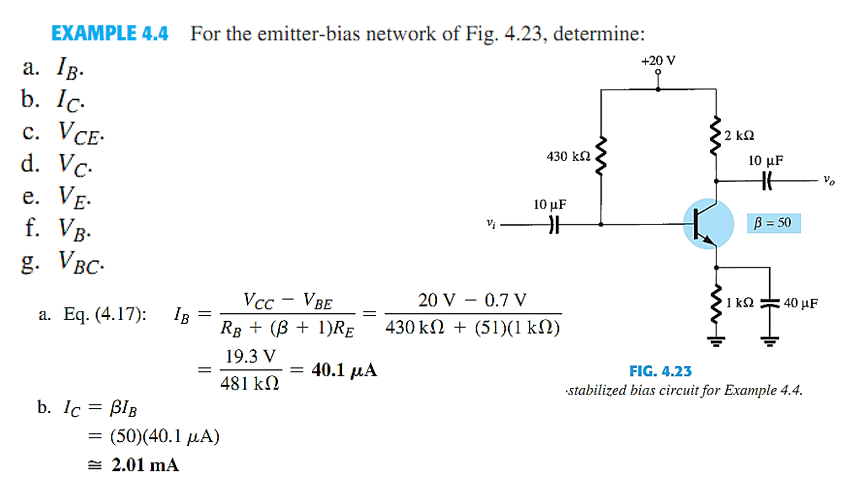 EXAMPLE 4.4 For the emitter-bias network of Fig. 4.23, determine:
a. I_B.
b. I_C.
c. V_CE.
d. V_C.
e. V_E.
f. V_B.
g. V_BC.
+20 V
2 kΩ
430 kΩ
10 μF
v_o
10 μF
v_i
β = 50
1 kΩ
40 μF
FIG. 4.23
-stabilized bias circuit for Example 4.4.
a. Eq. (4.17): I_B = (V_CC − V_BE) / (R_B + (β + 1)R_E) = (20 V − 0.7 V) / (430 kΩ + (51)(1 kΩ))
= 19.3 V / 481 kΩ = 40.1 μA
b. I_C = βI_B
= (50)(40.1 μA)
≅ 2.01 mA